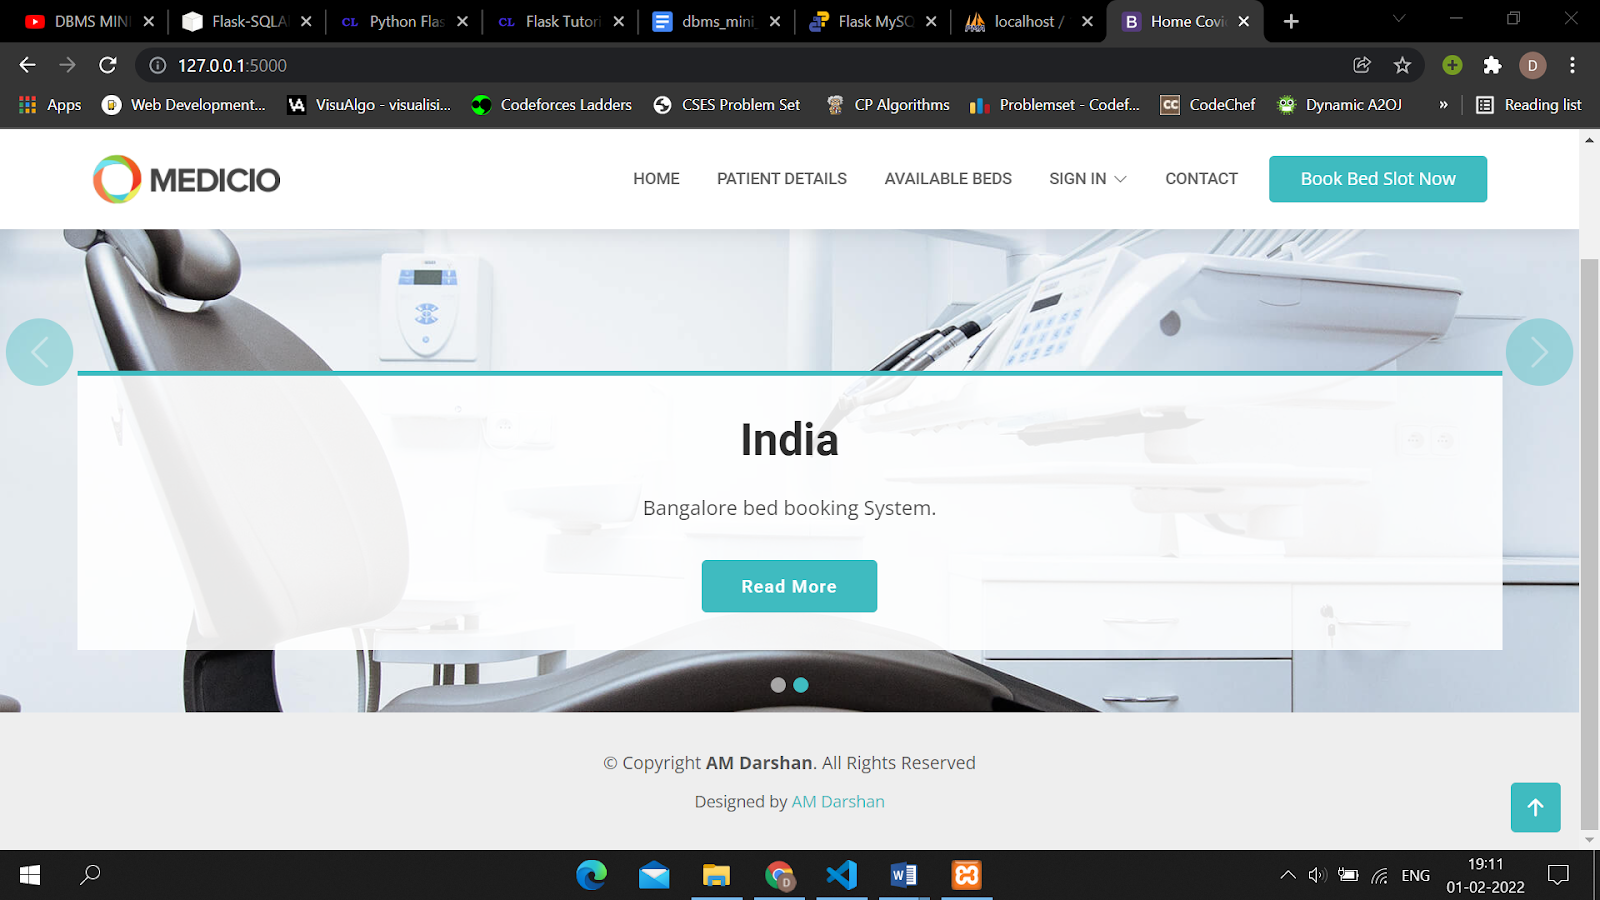 DBMS MINI
Flask-SQLAl
Python Flas
Flask Tutori
dbms_mini_
Flask MySQ
localhost /
Home Covi
127.0.0.1:5000
D
Apps
Web Development...
VisuAlgo - visualisi...
Codeforces Ladders
CSES Problem Set
CP Algorithms
Problemset - Codef...
CodeChef
Dynamic A2OJ
»
Reading list
MEDICIO
HOME
PATIENT DETAILS
AVAILABLE BEDS
SIGN IN
CONTACT
Book Bed Slot Now
India
Bangalore bed booking System.
Read More
© Copyright AM Darshan. All Rights Reserved
Designed by AM Darshan
ENG
19:11
01-02-2022